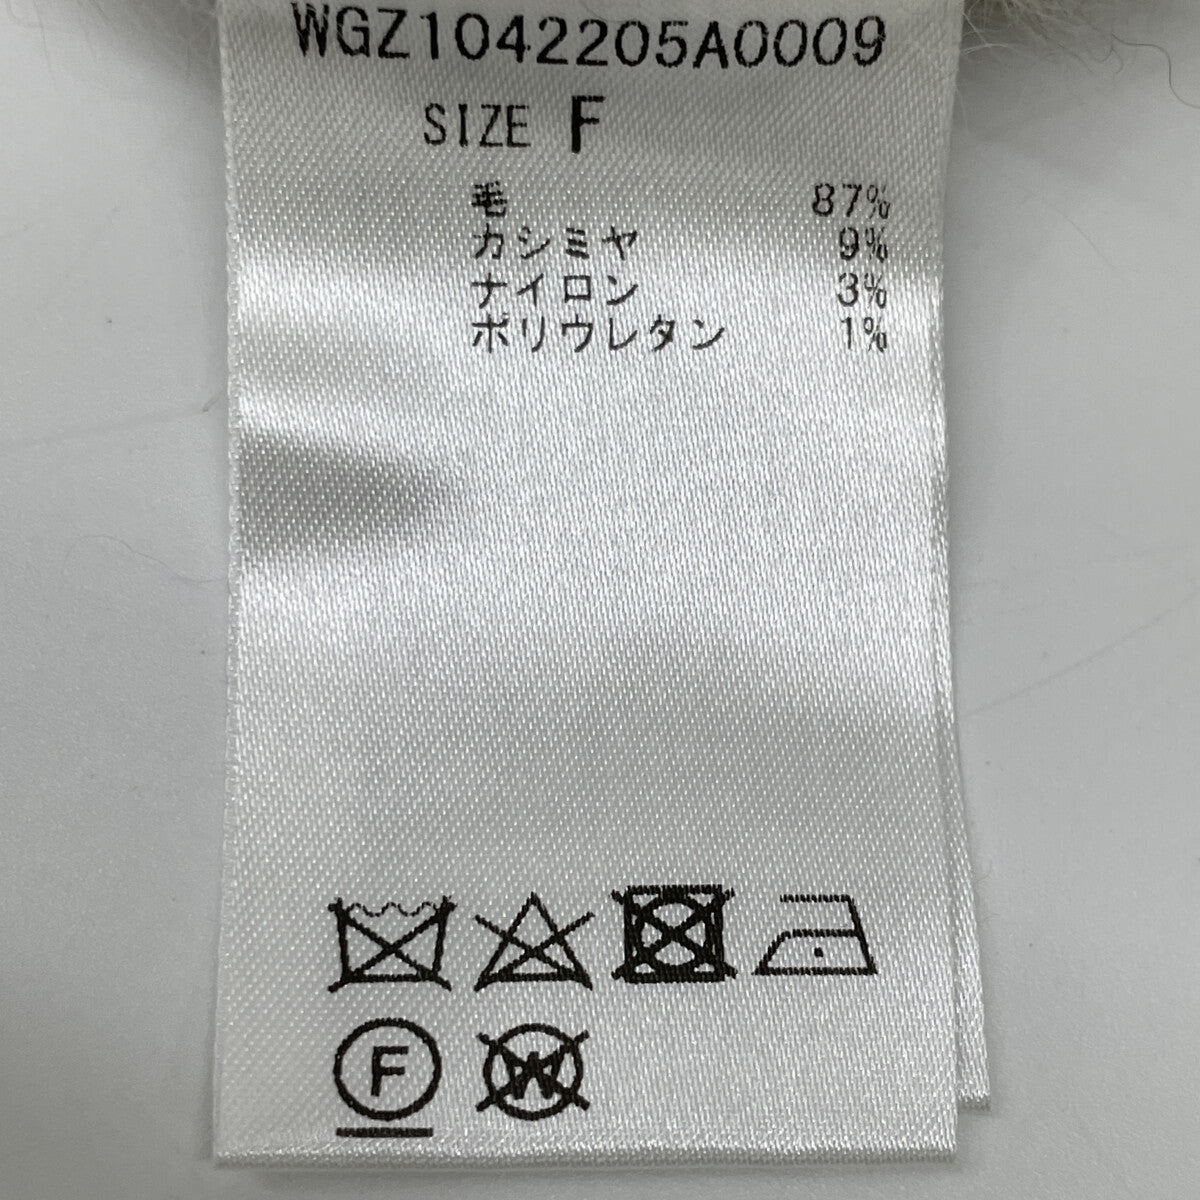 WGZ1042205A0009
SIZE F
毛 87%
カシミヤ 9%
ナイロン 3%
ポリウレタン 1%
F
W